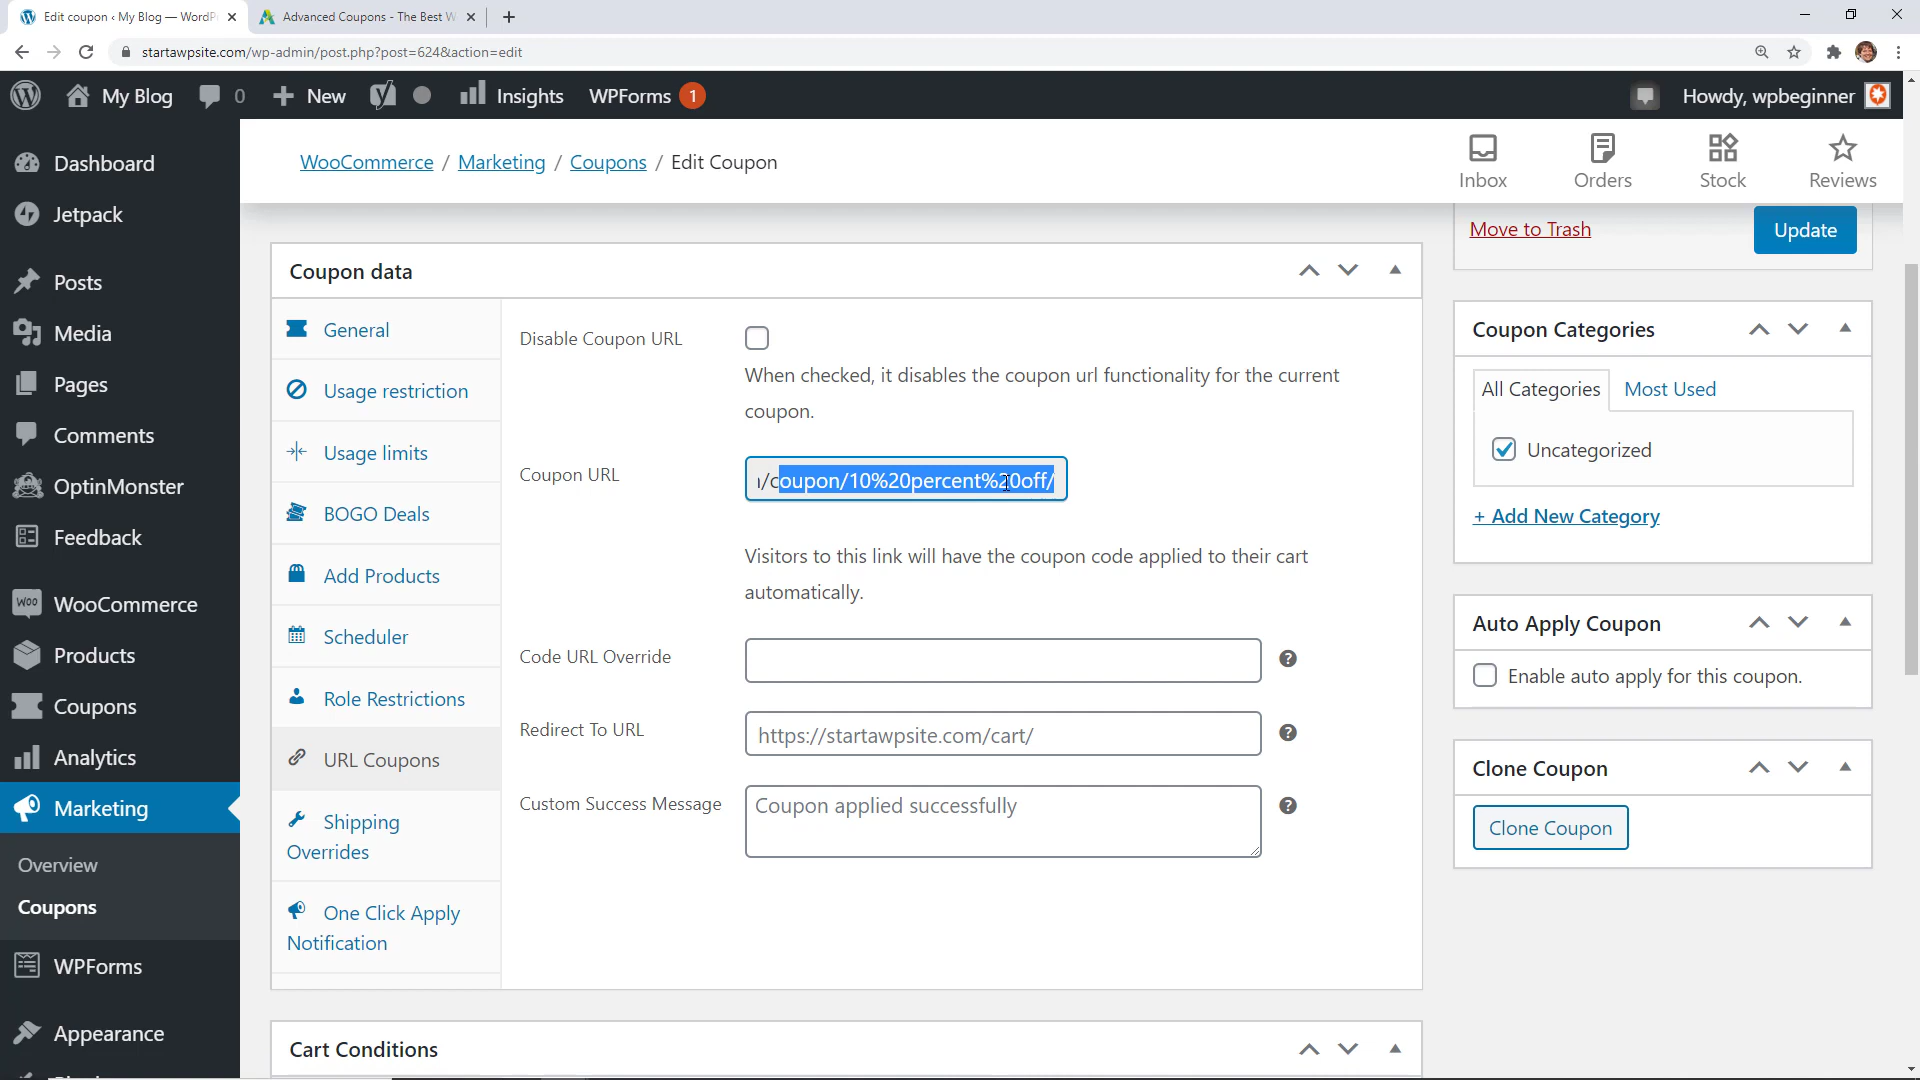 Edit coupon ‹ My Blog — WordP
Advanced Coupons - The Best W
startawpsite.com/wp-admin/post.php?post=624&action=edit
My Blog
0
New
Insights
WPForms 1
Howdy, wpbeginner
WooCommerce / Marketing / Coupons / Edit Coupon
Inbox
Orders
Stock
Reviews
Dashboard
Jetpack
Posts
Media
Pages
Comments
OptinMonster
Feedback
WooCommerce
Products
Coupons
Analytics
Marketing
Overview
Coupons
WPForms
Appearance
Coupon data
General
Usage restriction
Usage limits
BOGO Deals
Add Products
Scheduler
Role Restrictions
URL Coupons
Shipping
Overrides
One Click Apply
Notification
Disable Coupon URL
When checked, it disables the coupon url functionality for the current
coupon.
Coupon URL
/coupon/10%20percent%20off/
Visitors to this link will have the coupon code applied to their cart
automatically.
Code URL Override
Redirect To URL
https://startawpsite.com/cart/
Custom Success Message
Coupon applied successfully
Cart Conditions
Move to Trash
Update
Coupon Categories
All Categories
Most Used
Uncategorized
+ Add New Category
Auto Apply Coupon
Enable auto apply for this coupon.
Clone Coupon
Clone Coupon